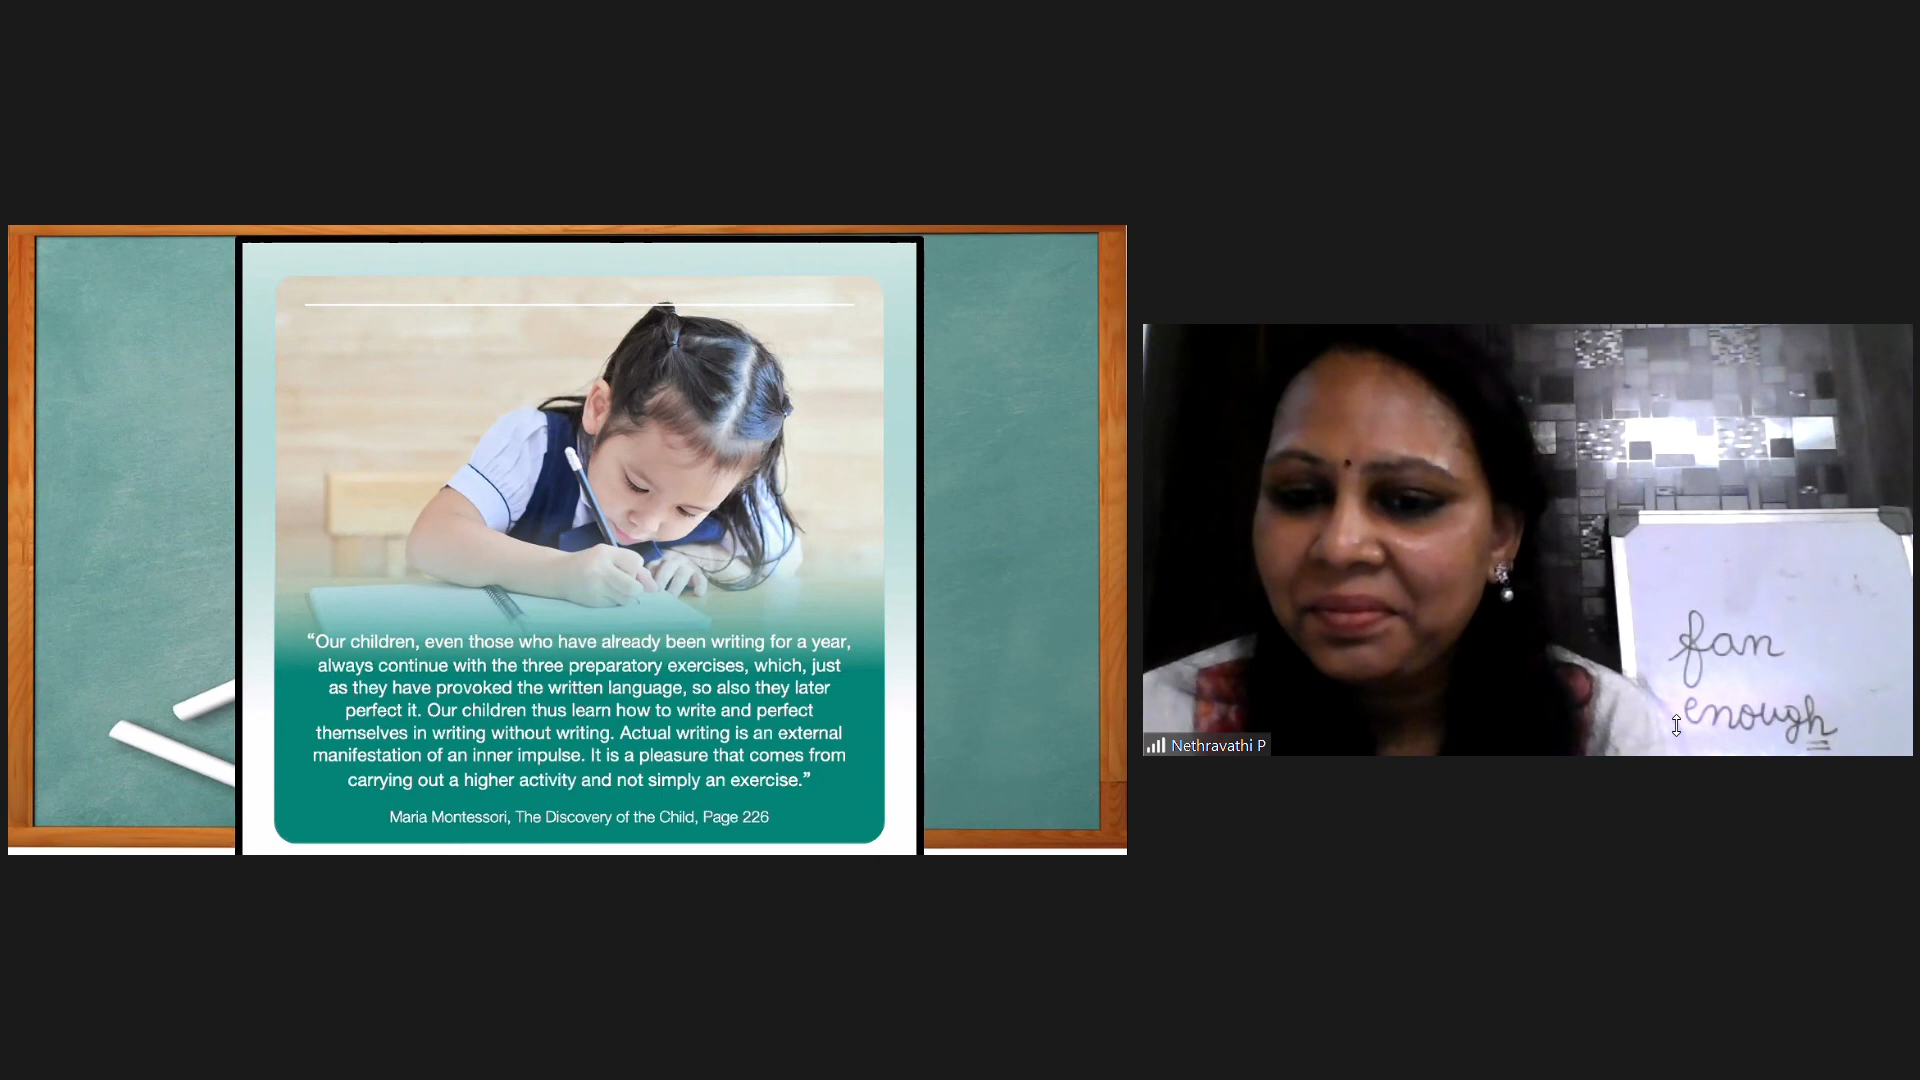 “Our children, even those who have already been writing for a year,
always continue with the three preparatory exercises, which, just
as they have provoked the written language, so also they later
perfect it. Our children thus learn how to write and perfect
themselves in writing without writing. Actual writing is an external
manifestation of an inner impulse. It is a pleasure that comes from
carrying out a higher activity and not simply an exercise.”
Maria Montessori, The Discovery of the Child, Page 226
fan
enough
Nethravathi P